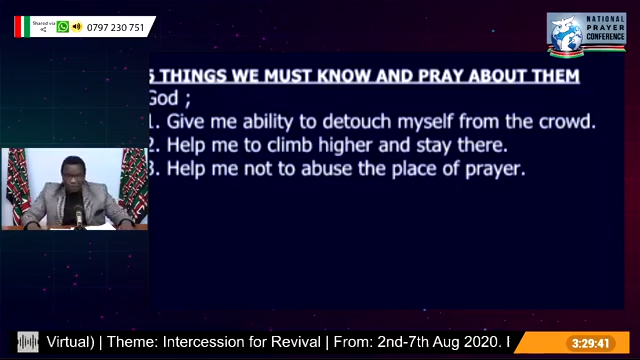 Shared via
0797 230 751
NATIONAL
PRAYER
CONFERENCE
5 THINGS WE MUST KNOW AND PRAY ABOUT THEM
God ;
1. Give me ability to detouch myself from the crowd.
2. Help me to climb higher and stay there.
3. Help me not to abuse the place of prayer.
Virtual) | Theme: Intercession for Revival | From: 2nd-7th Aug 2020.
3:29:41